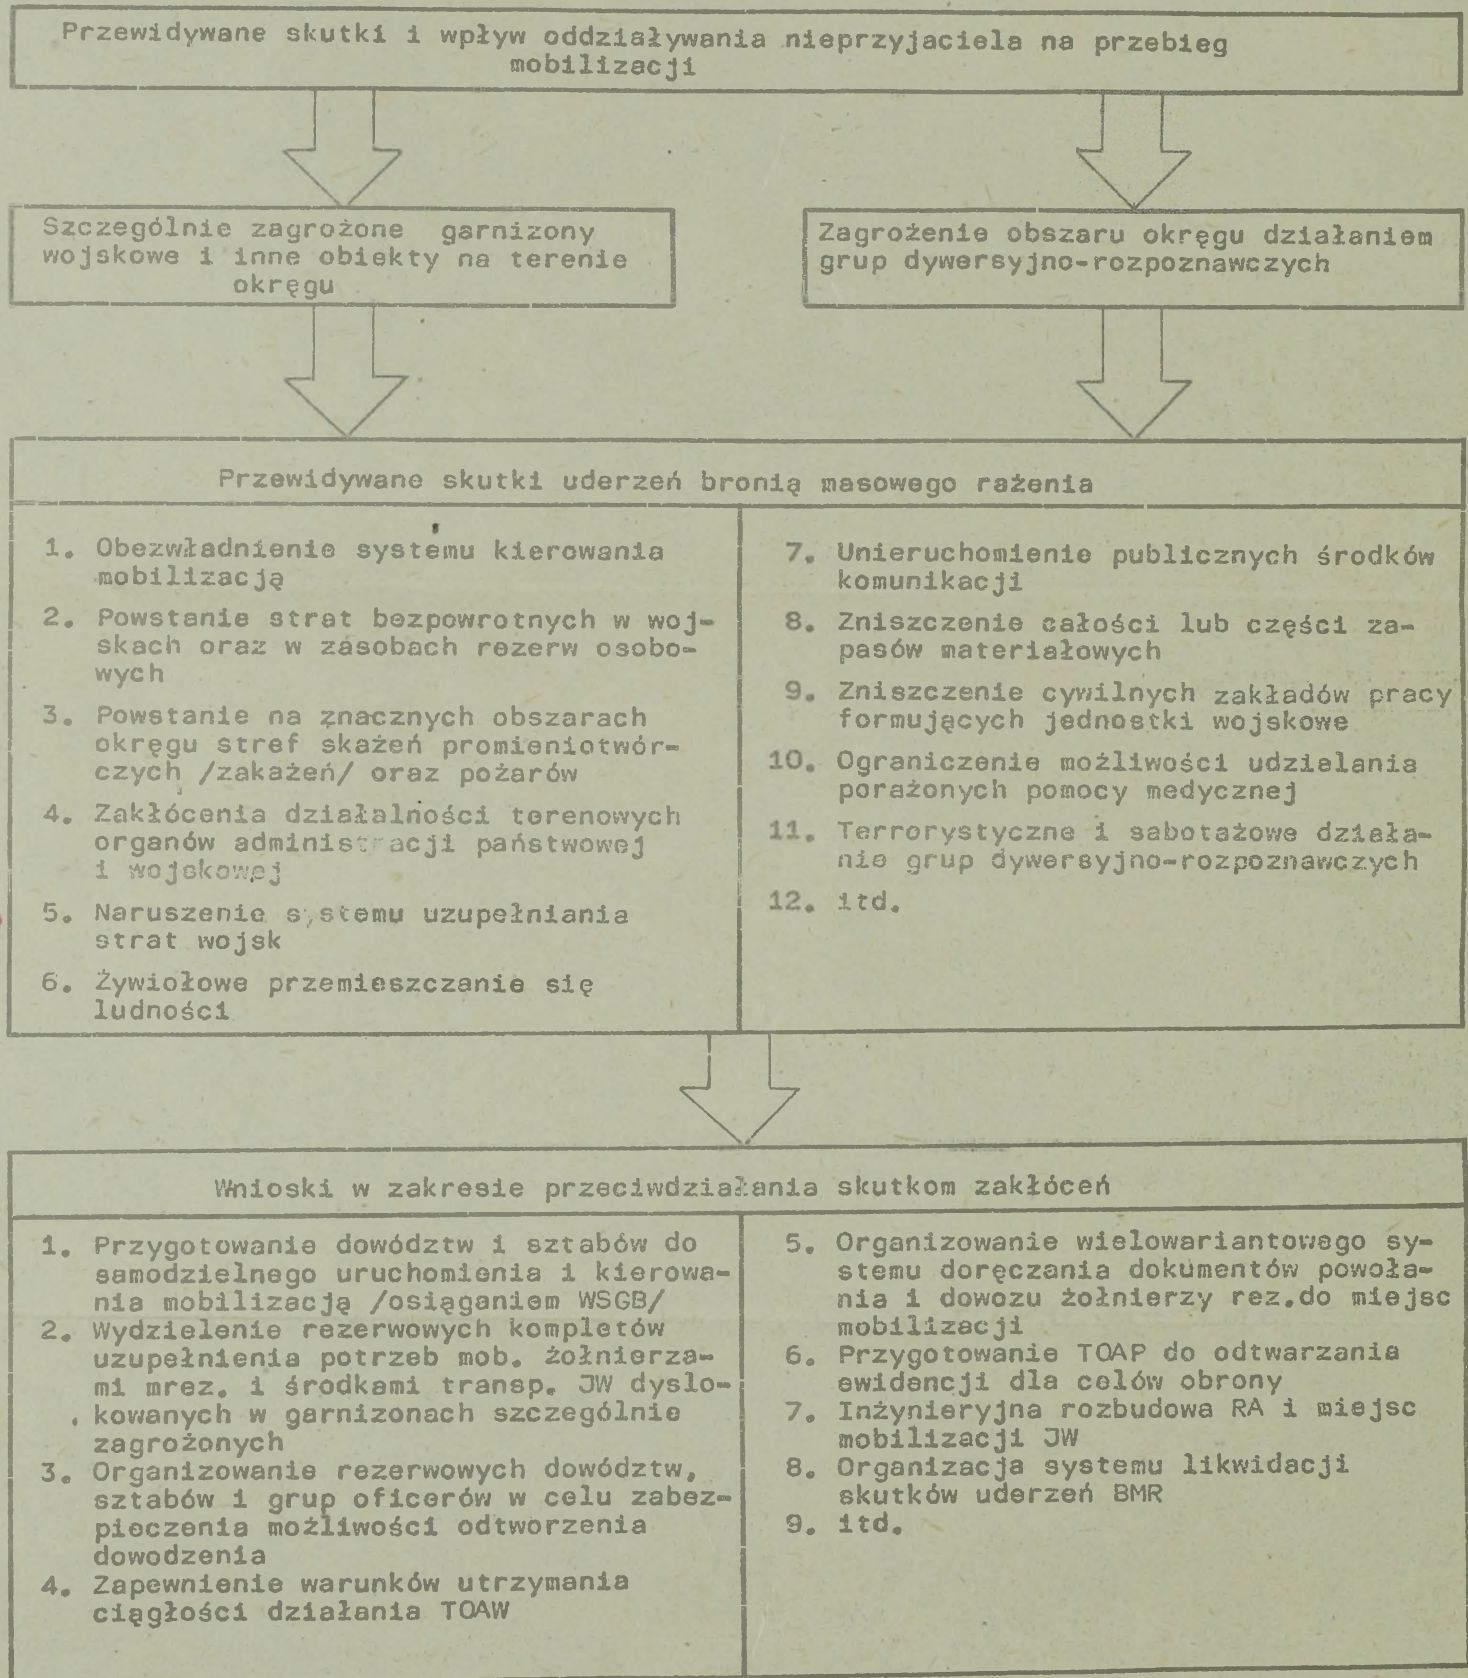 Przewidywane skutki i wpływ oddziaływania nieprzyjaciela na przebieg
mobilizacji
Szczególnie zagrożone garnizony
wojskowe i inne obiekty na terenie
okręgu
Zagrożenie obszaru okręgu działaniem
grup dywersyjno-rozpoznawczych
Przewidywane skutki uderzeń bronią masowego rażenia
1. Obezwładnienie systemu kierowania
mobilizacją
2. Powstanie strat bezpowrotnych w woj-
skach oraz w zasobach rezerw osobo-
wych
3. Powstanie na znacznych obszarach
okręgu stref skażeń promieniotwór-
czych /zakażeń/ oraz pożarów
4. Zakłócenia działalności terenowych
organów administracji państwowej
i wojskowej
5. Naruszenie systemu uzupełniania
strat wojsk
6. Żywiołowe przemieszczanie się
ludności
7. Unieruchomienie publicznych środków
komunikacji
8. Zniszczenie całości lub części za-
pasów materiałowych
9. Zniszczenie cywilnych zakładów pracy
formujących jednostki wojskowe
10. Ograniczenie możliwości udzielania
porażonych pomocy medycznej
11. Terrorystyczne i sabotażowe działa-
nie grup dywersyjno-rozpoznawczych
12. itd.
Wnioski w zakresie przeciwdziałania skutkom zakłóceń
1. Przygotowanie dowództw i sztabów do
samodzielnego uruchomienia i kierowa-
nia mobilizacją /osiąganiem WSGB/
2. Wydzielenie rezerwowych kompletów
uzupełnienia potrzeb mob. żołnierza-
mi mrez. i środkami transp. JW dyslo-
kowanych w garnizonach szczególnie
zagrożonych
3. Organizowanie rezerwowych dowództw,
sztabów i grup oficerów w celu zabez-
pieczenia możliwości odtworzenia
dowodzenia
4. Zapewnienie warunków utrzymania
ciągłości działania TOAW
5. Organizowanie wielowariantowego sy-
stemu doręczania dokumentów powoła-
nia i dowozu żołnierzy rez.do miejsc
mobilizacji
6. Przygotowanie TOAP do odtwarzania
ewidencji dla celów obrony
7. Inżynieryjna rozbudowa RA i miejsc
mobilizacji JW
8. Organizacja systemu likwidacji
skutków uderzeń BMR
9. itd.